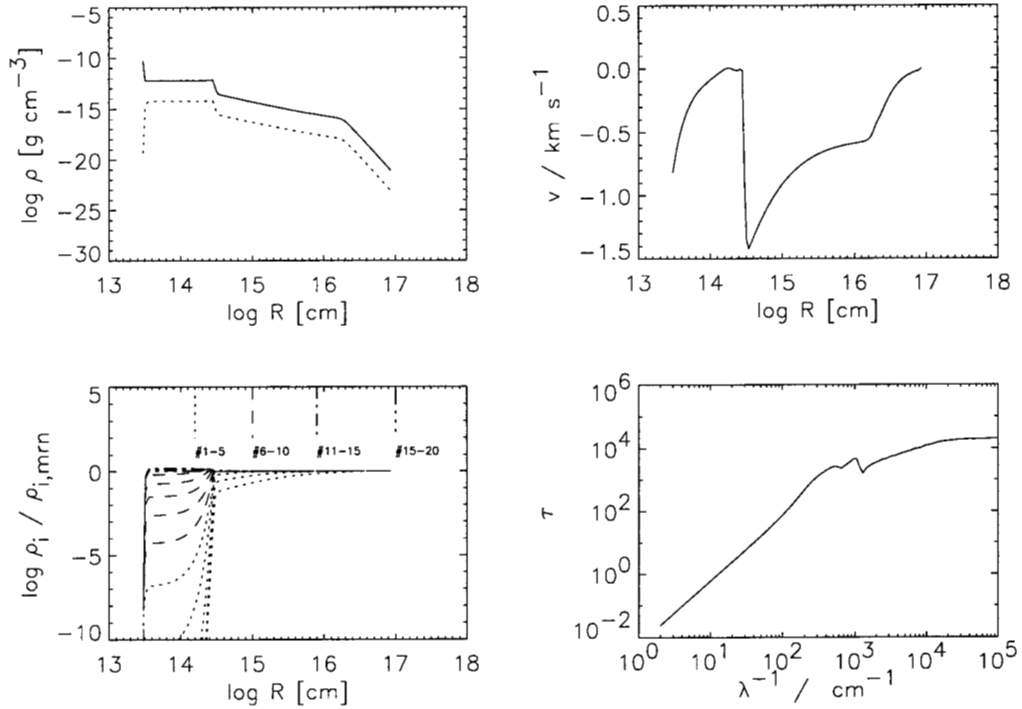 -5
-10
-15
-20
-25
-30
log ρ [g cm⁻³]
13 14 15 16 17 18
log R [cm]
0.5
0.0
-0.5
-1.0
-1.5
v / km s⁻¹
13 14 15 16 17 18
log R [cm]
5
0
-5
-10
log ρi / ρi,mrn
#1-5 #6-10 #11-15 #15-20
13 14 15 16 17 18
log R [cm]
10⁶
10⁴
10²
10⁰
10⁻²
τ
10⁰ 10¹ 10² 10³ 10⁴ 10⁵
λ⁻¹ / cm⁻¹